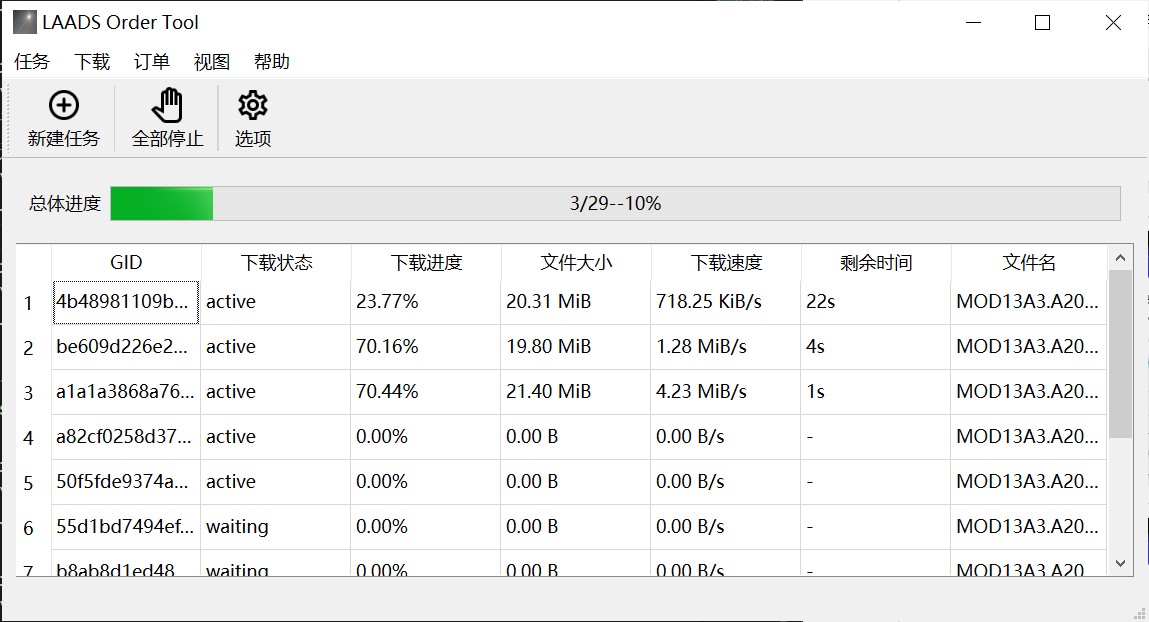 LAADS Order Tool
任务 下载 订单 视图 帮助
新建任务 全部停止 选项
总体进度 3/29--10%
GID 下载状态 下载进度 文件大小 下载速度 剩余时间 文件名
1 4b48981109b... active 23.77% 20.31 MiB 718.25 KiB/s 22s MOD13A3.A20...
2 be609d226e2... active 70.16% 19.80 MiB 1.28 MiB/s 4s MOD13A3.A20...
3 a1a1a3868a76... active 70.44% 21.40 MiB 4.23 MiB/s 1s MOD13A3.A20...
4 a82cf0258d37... active 0.00% 0.00 B 0.00 B/s - MOD13A3.A20...
5 50f5fde9374a... active 0.00% 0.00 B 0.00 B/s - MOD13A3.A20...
6 55d1bd7494ef... waiting 0.00% 0.00 B 0.00 B/s - MOD13A3.A20...
7 b8ab8d1ed48... waiting 0.00% 0.00 B 0.00 B/s - MOD13A3.A20...